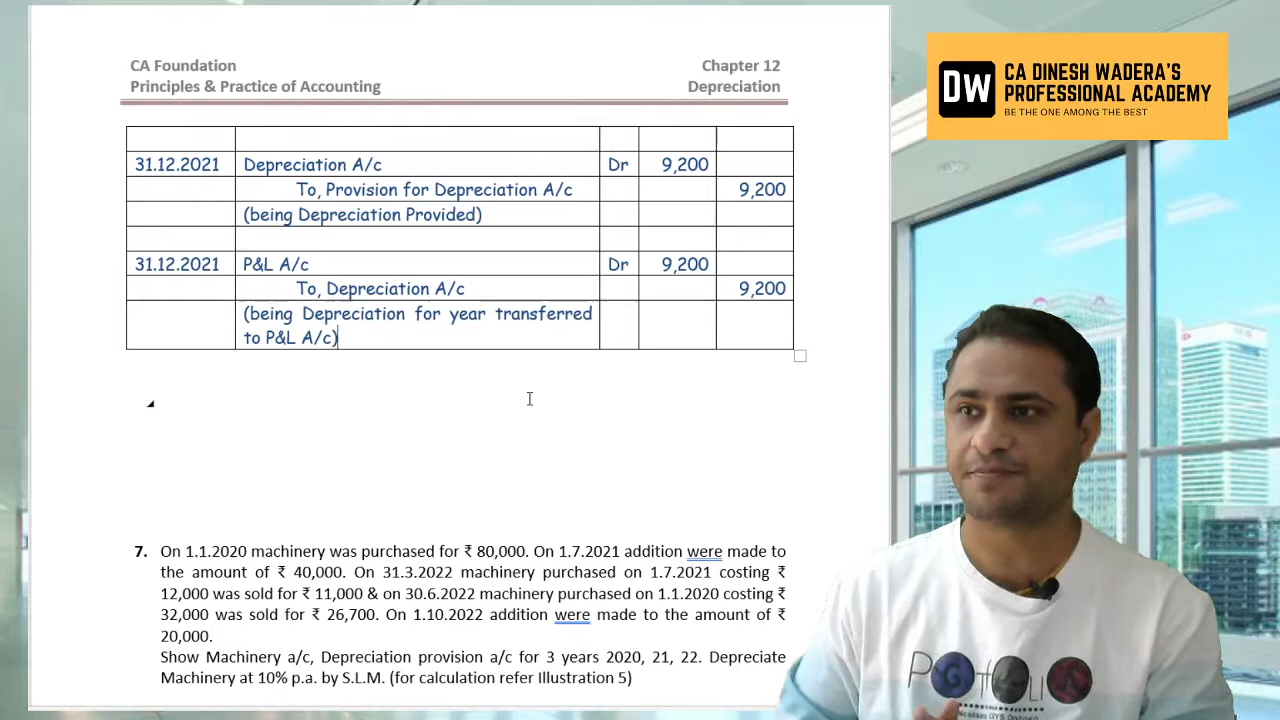 CA Foundation
Chapter 12
Principles & Practice of Accounting
Depreciation
DW
CA DINESH WADERA'S
PROFESSIONAL ACADEMY
BE THE ONE AMONG THE BEST
31.12.2021 Depreciation A/c Dr 9,200
To, Provision for Depreciation A/c 9,200
(being Depreciation Provided)
31.12.2021 P&L A/c Dr 9,200
To, Depreciation A/c 9,200
(being Depreciation for year transferred
to P&L A/c)
7. On 1.1.2020 machinery was purchased for ₹ 80,000. On 1.7.2021 addition were made to
the amount of ₹ 40,000. On 31.3.2022 machinery purchased on 1.7.2021 costing ₹
12,000 was sold for ₹ 11,000 & on 30.6.2022 machinery purchased on 1.1.2020 costing ₹
32,000 was sold for ₹ 26,700. On 1.10.2022 addition were made to the amount of ₹
20,000.
Show Machinery a/c, Depreciation provision a/c for 3 years 2020, 21, 22. Depreciate
Machinery at 10% p.a. by S.L.M. (for calculation refer Illustration 5)